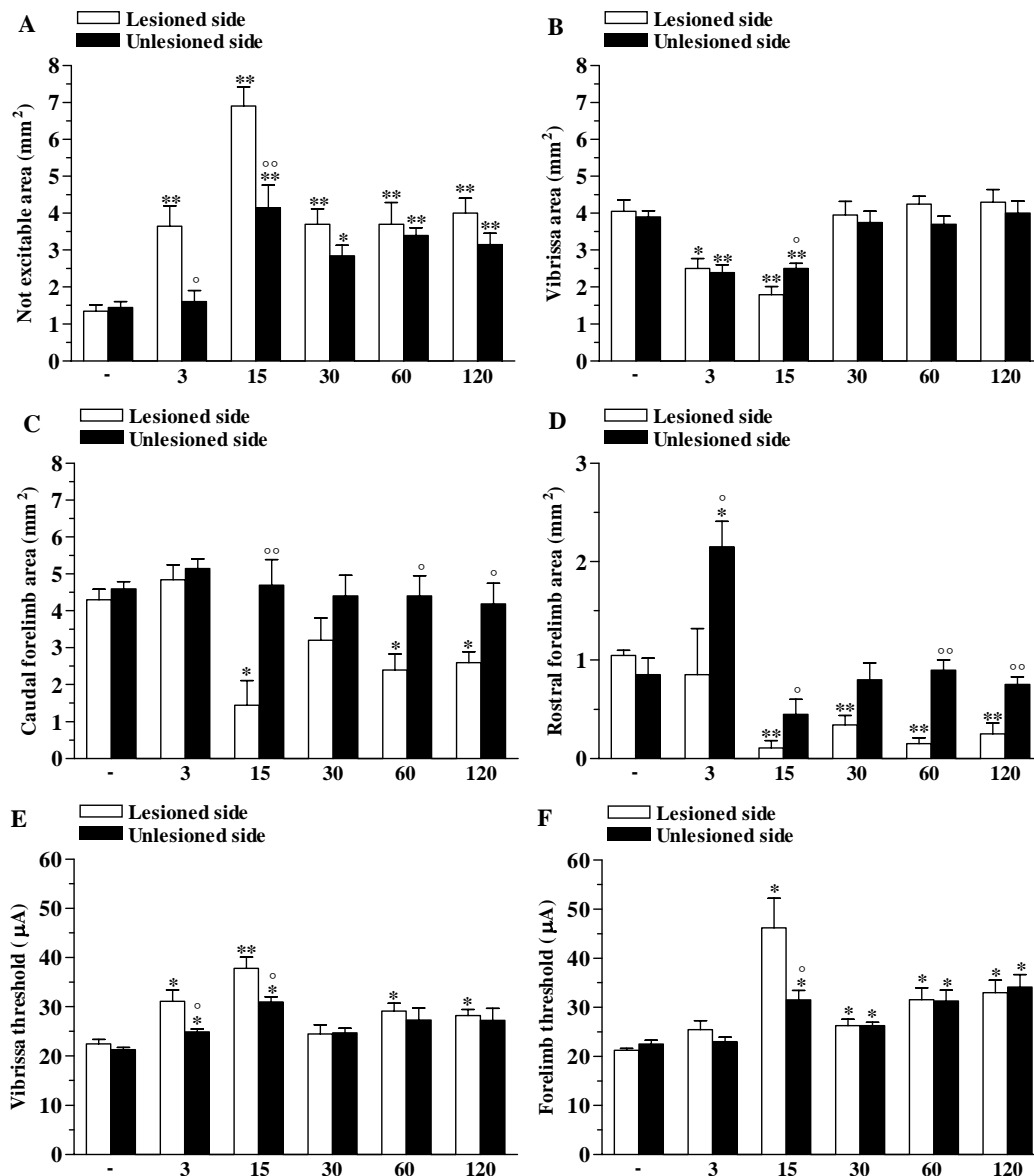 A
Lesioned side
Unlesioned side
Not excitable area (mm²)
8
7
6
5
4
3
2
1
0
** ** °° ** ** ** **
° ** * ** **
- 3 15 30 60 120
B
Lesioned side
Unlesioned side
Vibrissa area (mm²)
8
7
6
5
4
3
2
1
0
°
* ** ** **
- 3 15 30 60 120
C
Lesioned side
Unlesioned side
Caudal forelimb area (mm²)
8
7
6
5
4
3
2
1
0
°° ° °
* * *
- 3 15 30 60 120
D
Lesioned side
Unlesioned side
Rostral forelimb area (mm²)
3
2
1
0
°
*
° °° °°
** ** ** **
- 3 15 30 60 120
E
Lesioned side
Unlesioned side
Vibrissa threshold ( µA)
60
50
40
30
20
10
0
* ° * ** ° * * *
- 3 15 30 60 120
F
Lesioned side
Unlesioned side
Forelimb threshold ( µA)
60
50
40
30
20
10
0
* ° * * * * * * *
- 3 15 30 60 120